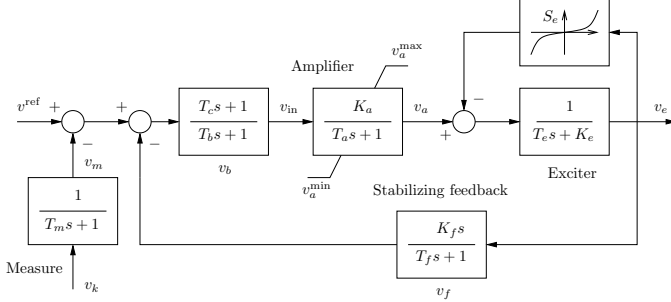 S_e
v_a^max
Amplifier
v^ref + − + − T_c s + 1 / T_b s + 1 v_in K_a / T_a s + 1 v_a + − 1 / T_e s + K_e v_e
v_m
v_b
v_a^min
Exciter
Stabilizing feedback
1 / T_m s + 1
K_f s / T_f s + 1
Measure
v_k
v_f